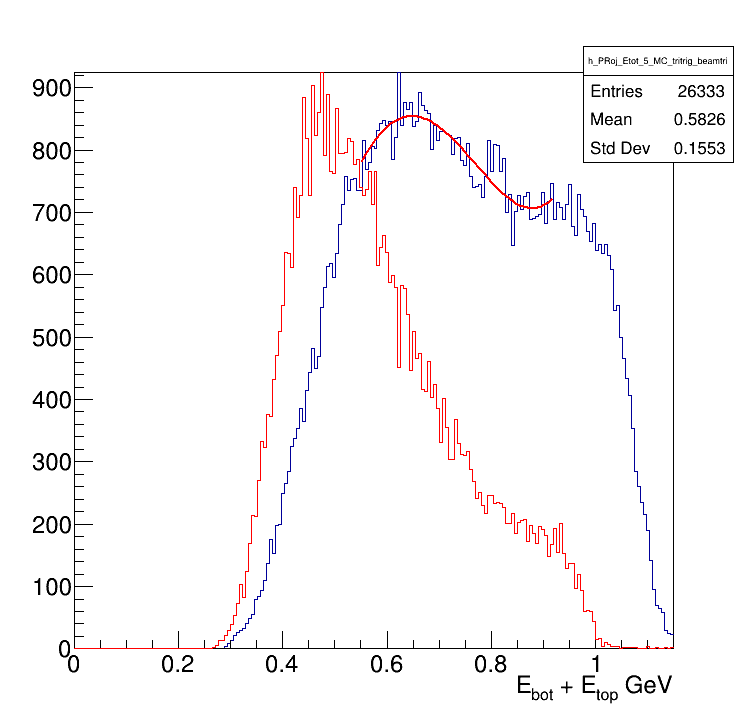 h_PRoj_Etot_5_MC_tritrig_beamtri
Entries 26333
Mean 0.5826
Std Dev 0.1553
900
800
700
600
500
400
300
200
100
0
0 0.2 0.4 0.6 0.8 1
E_bot + E_top GeV